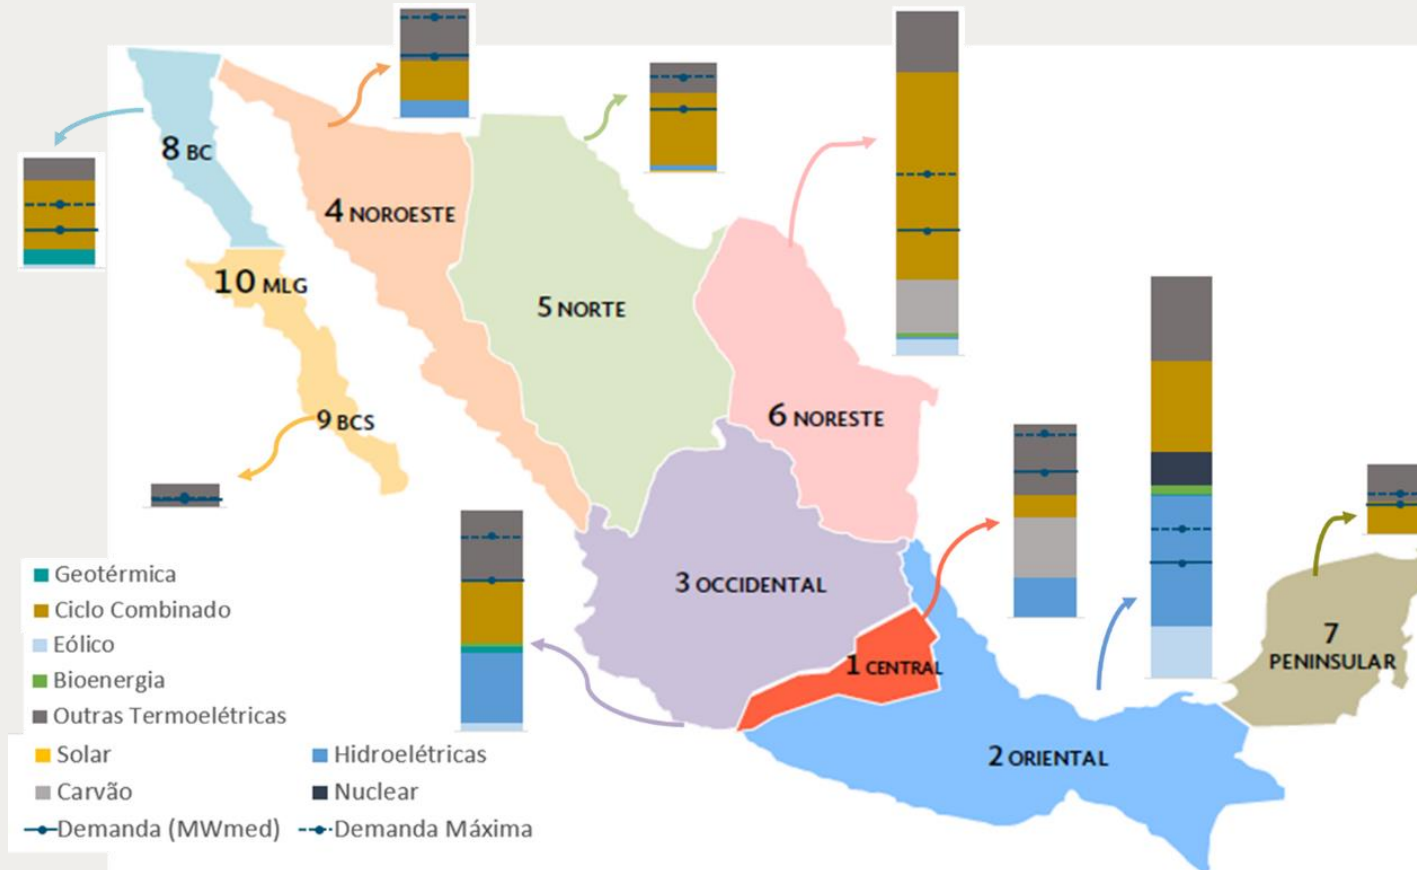 8 BC
4 NOROESTE
10 MLG
5 NORTE
9 BCS
6 NORESTE
3 OCCIDENTAL
1 CENTRAL
7
PENINSULAR
2 ORIENTAL
Geotérmica
Ciclo Combinado
Eólico
Bioenergia
Outras Termoelétricas
Solar
Hidroelétricas
Carvão
Nuclear
Demanda (MWmed)
Demanda Máxima